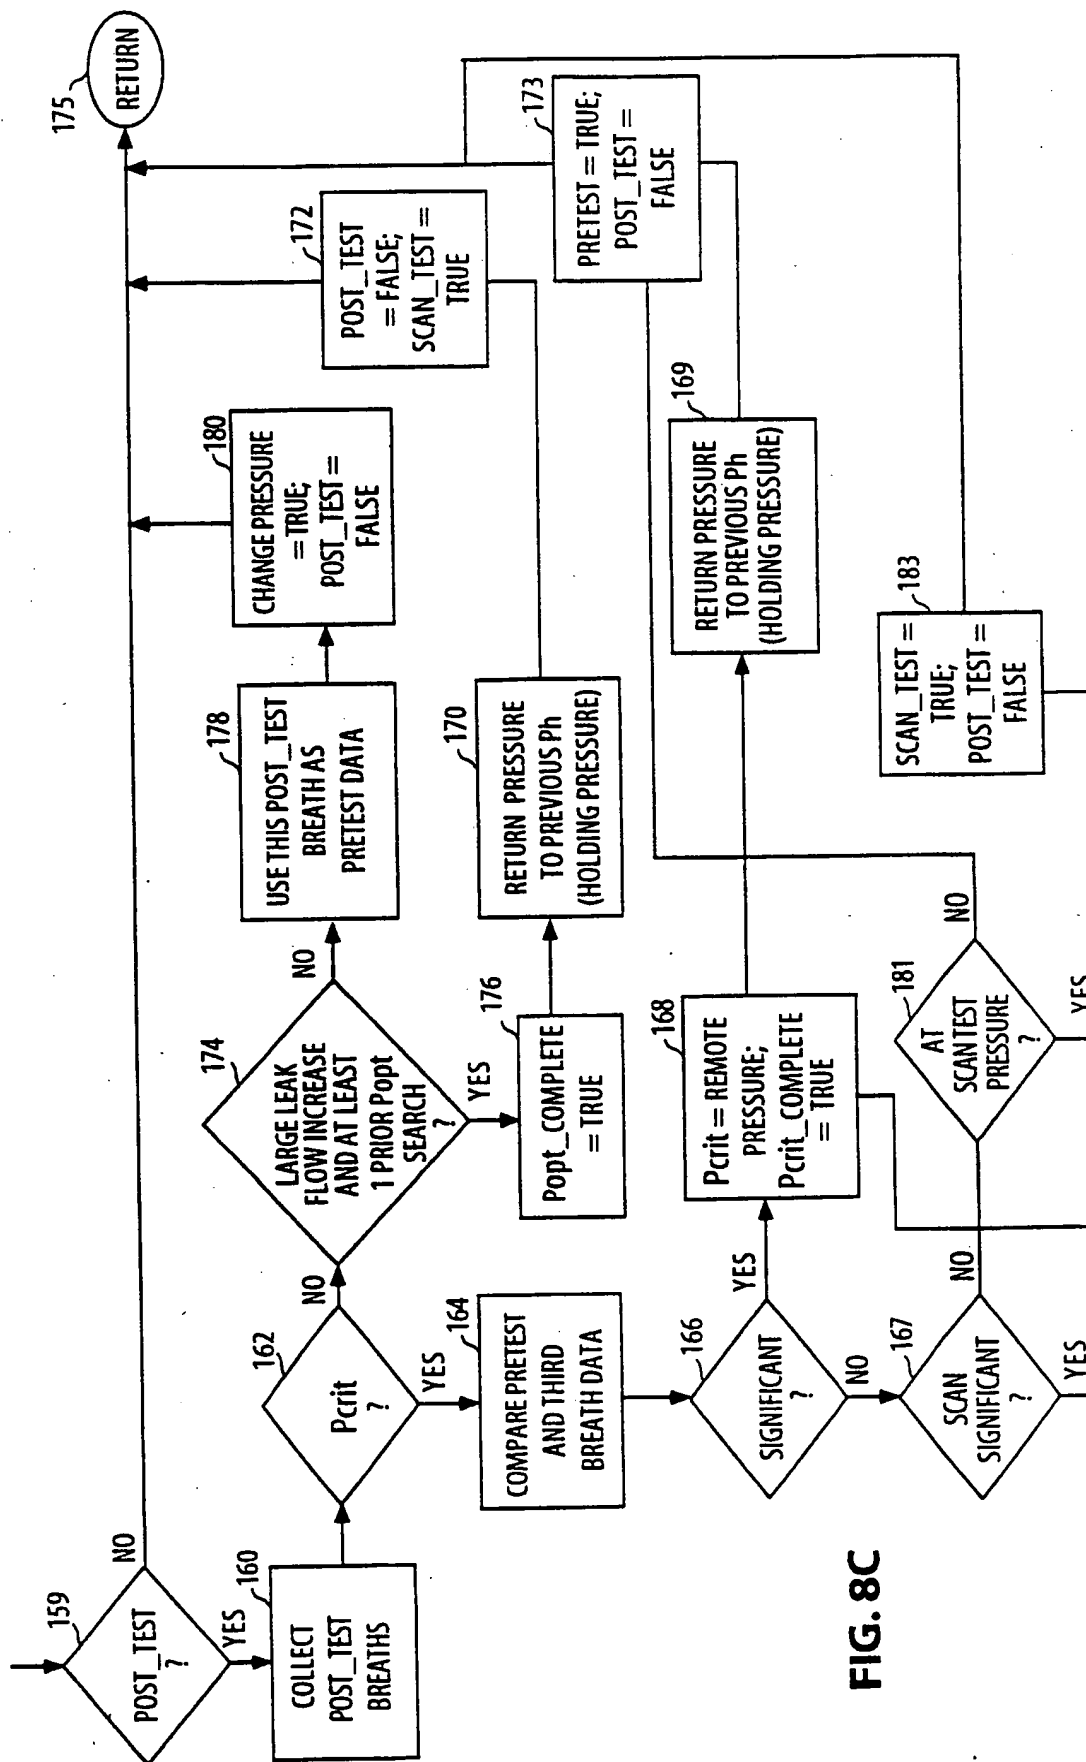 159
POST_TEST
?
NO
YES
160
COLLECT
POST_TEST
BREATHS
162
Pcrit
?
NO
YES
164
COMPARE PRETEST
AND THIRD
BREATH DATA
166
SIGNIFICANT
?
YES
NO
167
SCAN
SIGNIFICANT
?
NO
YES
174
LARGE LEAK
FLOW INCREASE
AND AT LEAST
1 PRIOR Popt
SEARCH
?
NO
YES
176
Popt_COMPLETE
= TRUE
168
Pcrit = REMOTE
PRESSURE;
Pcrit_COMPLETE
= TRUE
181
AT
SCAN TEST
PRESSURE
?
NO
YES
178
USE THIS POST_TEST
BREATH AS
PRETEST DATA
170
RETURN PRESSURE
TO PREVIOUS Ph
(HOLDING PRESSURE)
180
CHANGE PRESSURE
= TRUE;
POST_TEST =
FALSE
169
RETURN PRESSURE
TO PREVIOUS Ph
(HOLDING PRESSURE)
183
SCAN_TEST =
TRUE;
POST_TEST =
FALSE
172
POST_TEST
= FALSE;
SCAN_TEST =
TRUE
173
PRETEST = TRUE;
POST_TEST =
FALSE
175
RETURN
FIG. 8C